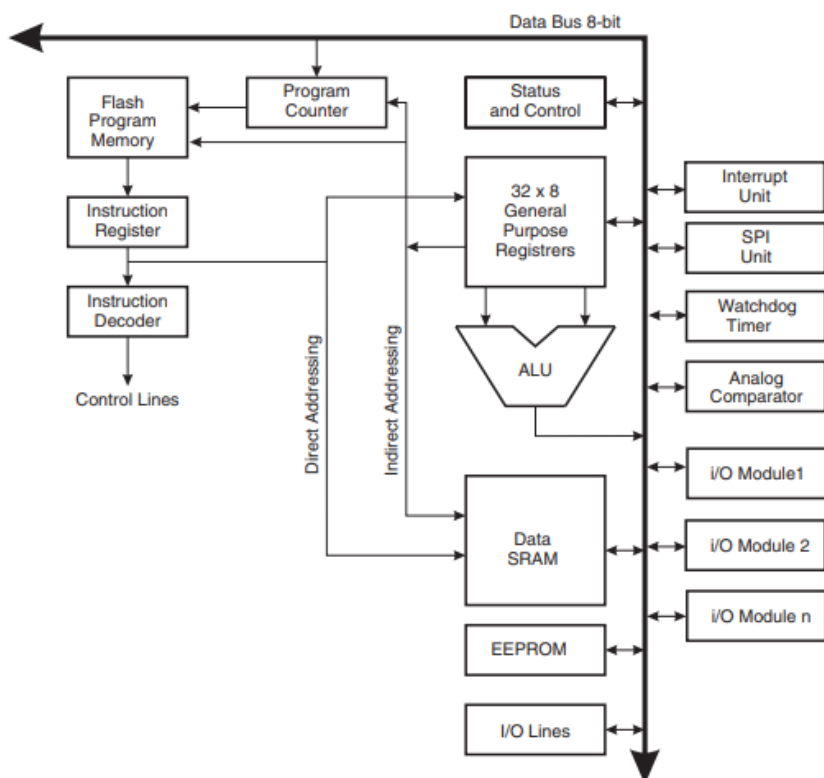 Data Bus 8-bit
Flash
Program
Memory
Program
Counter
Status
and Control
32 x 8
General
Purpose
Registrers
Interrupt
Unit
Instruction
Register
SPI
Unit
Instruction
Decoder
Watchdog
Timer
ALU
Analog
Comparator
Control Lines
Direct Addressing
Indirect Addressing
i/O Module1
Data
SRAM
i/O Module 2
i/O Module n
EEPROM
I/O Lines